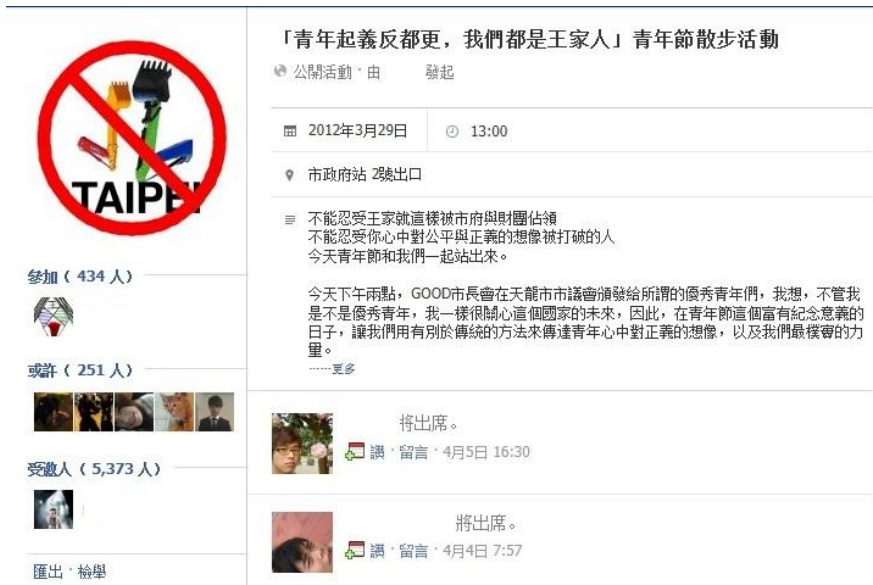 「青年起義反都更，我們都是王家人」青年節散步活動
公開活動·由 發起
2012年3月29日 13:00
市政府站 2號出口
不能忍受王家就這樣被市府與財團佔領
不能忍受你心中對公平與正義的想像被打破的人
今天青年節和我們一起站出來。
今天下午兩點，GOOD市長會在天龍市市議會頒發給所謂的優秀青年們，我想，不管我
是不是優秀青年，我一樣很關心這個國家的未來，因此，在青年節這個富有紀念意義的
日子，讓我們用有別於傳統的方法來傳達青年心中對正義的想像，以及我們最樸實的力
量。
……更多
TAIPEI
參加（434 人）
或許（251 人）
受邀人（5,373 人）
匯出·檢舉
將出席。
讚·留言·4月5日 16:30
將出席。
讚·留言·4月4日 7:57